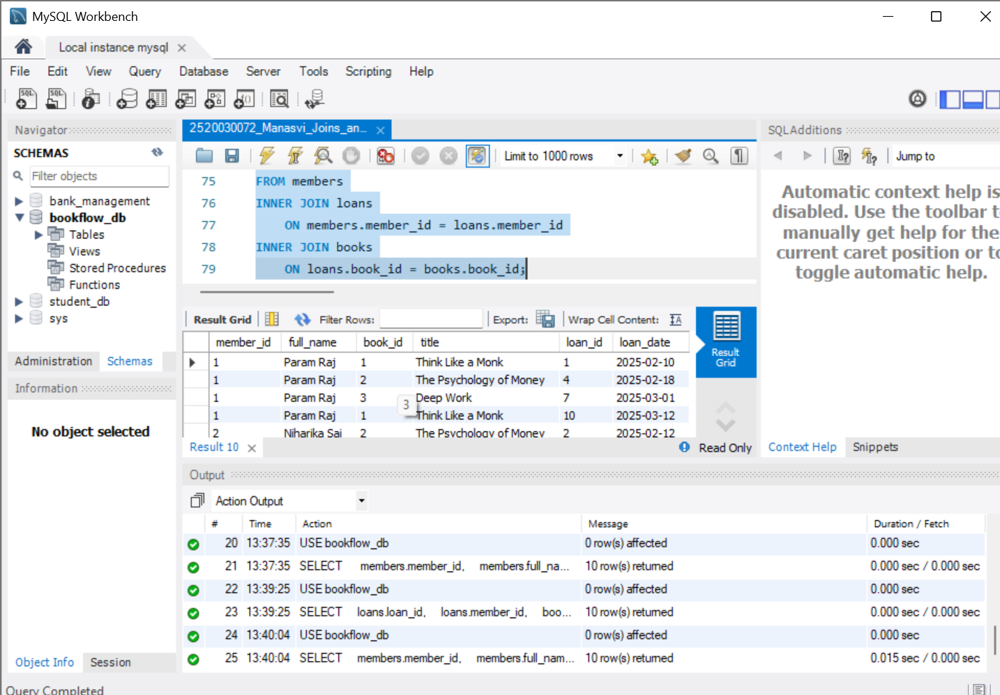 MySQL Workbench
Local instance mysql
File Edit View Query Database Server Tools Scripting Help
Navigator
SCHEMAS
Filter objects
bank_management
bookflow_db
Tables
Views
Stored Procedures
Functions
student_db
sys
Administration Schemas
Information
No object selected
Object Info Session
2520030072_Manasvi_Joins_an...
Limit to 1000 rows
75 FROM members
76 INNER JOIN loans
77 ON members.member_id = loans.member_id
78 INNER JOIN books
79 ON loans.book_id = books.book_id;
Result Grid Filter Rows: Export: Wrap Cell Content: IA
member_id full_name book_id title loan_id loan_date
1 Param Raj 1 Think Like a Monk 1 2025-02-10
1 Param Raj 2 The Psychology of Money 4 2025-02-18
1 Param Raj 3 Deep Work 7 2025-03-01
1 Param Raj 1 Think Like a Monk 10 2025-03-12
2 Niharika Sai 2 The Psychology of Money 2 2025-02-12
3
Result Grid
Result 10
Read Only
SQLAdditions
Jump to
Automatic context help is
disabled. Use the toolbar
manually get help for the
current caret position or
toggle automatic help.
Context Help Snippets
Output
Action Output
# Time Action Message Duration / Fetch
20 13:37:35 USE bookflow_db 0 row(s) affected 0.000 sec
21 13:37:35 SELECT members.member_id, members.full_na... 10 row(s) returned 0.000 sec / 0.000 sec
22 13:39:25 USE bookflow_db 0 row(s) affected 0.000 sec
23 13:39:25 SELECT loans.loan_id, loans.member_id, boo... 10 row(s) returned 0.000 sec / 0.000 sec
24 13:40:04 USE bookflow_db 0 row(s) affected 0.000 sec
25 13:40:04 SELECT members.member_id, members.full_nam... 10 row(s) returned 0.015 sec / 0.000 sec
Query Completed